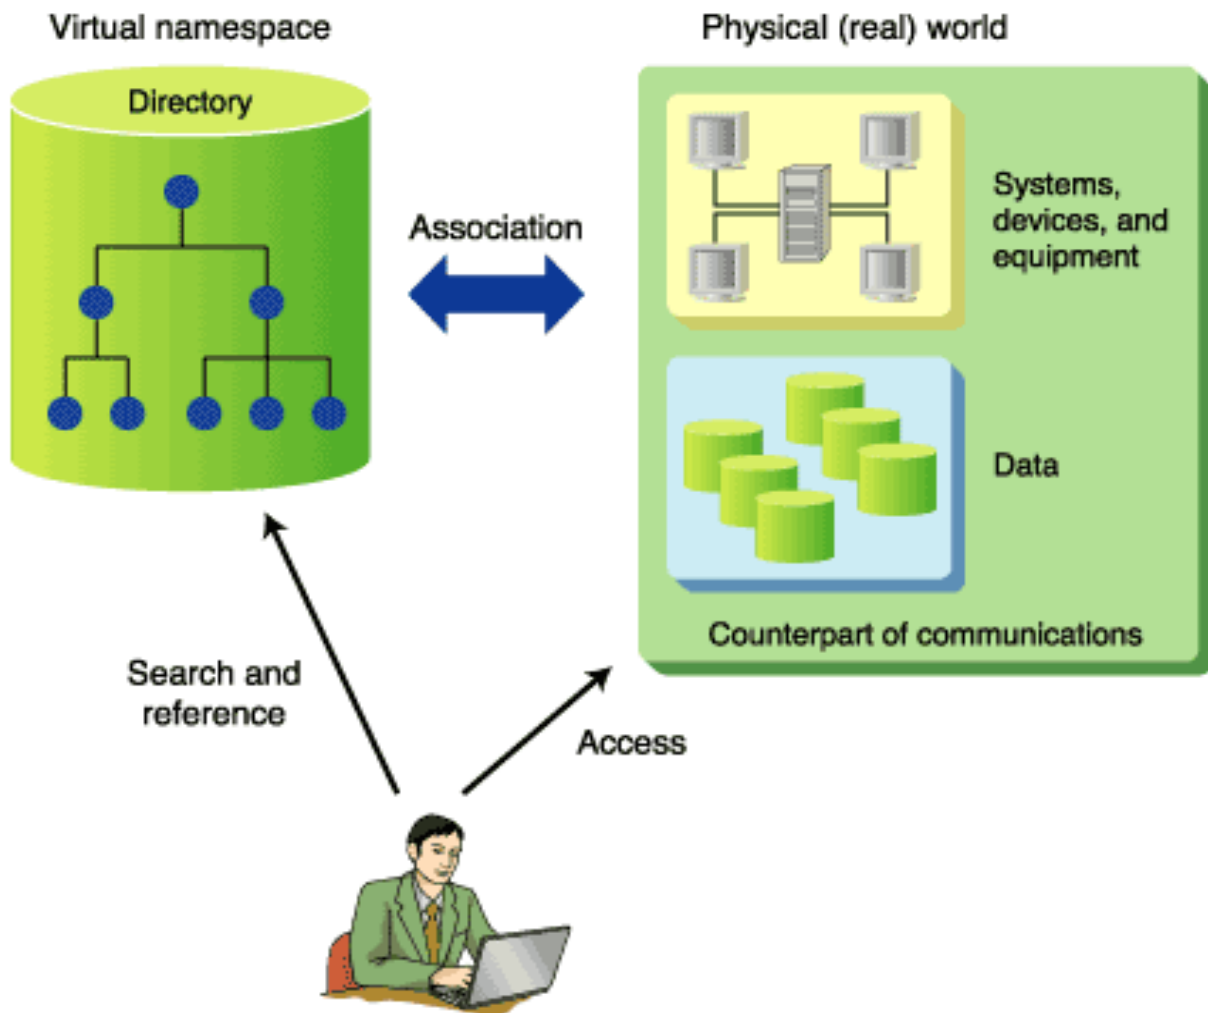 Virtual namespace
Physical (real) world
Directory
Association
Systems,
devices, and
equipment
Data
Counterpart of communications
Search and
reference
Access